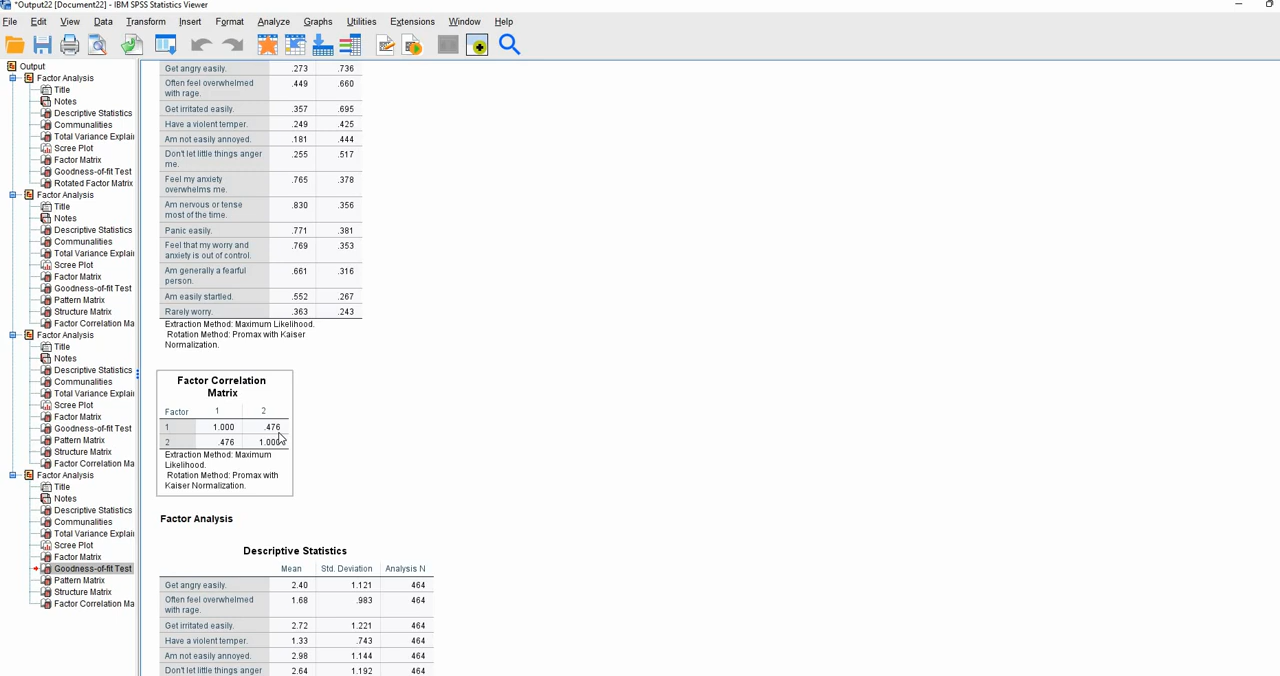 *Output22 [Document22] - IBM SPSS Statistics Viewer
File Edit View Data Transform Insert Format Analyze Graphs Utilities Extensions Window Help
Output
Factor Analysis
Title
Notes
Descriptive Statistics
Communalities
Total Variance Explai
Scree Plot
Factor Matrix
Goodness-of-fit Test
Rotated Factor Matrix
Factor Analysis
Title
Notes
Descriptive Statistics
Communalities
Total Variance Explai
Scree Plot
Factor Matrix
Goodness-of-fit Test
Pattern Matrix
Structure Matrix
Factor Correlation Ma
Factor Analysis
Title
Notes
Descriptive Statistics
Communalities
Total Variance Explai
Scree Plot
Factor Matrix
Goodness-of-fit Test
Pattern Matrix
Structure Matrix
Factor Correlation Ma
Factor Analysis
Title
Notes
Descriptive Statistics
Communalities
Total Variance Explai
Scree Plot
Factor Matrix
Goodness-of-fit Test
Pattern Matrix
Structure Matrix
Factor Correlation Ma
Get angry easily. .273 .736
Often feel overwhelmed .449 .660
with rage.
Get irritated easily. .357 .695
Have a violent temper. .249 .425
Am not easily annoyed. .181 .444
Don't let little things anger .255 .517
me.
Feel my anxiety .765 .378
overwhelms me.
Am nervous or tense .830 .356
most of the time.
Panic easily. .771 .381
Feel that my worry and .769 .353
anxiety is out of control.
Am generally a fearful .661 .316
person.
Am easily startled. .552 .267
Rarely worry. .363 .243
Extraction Method: Maximum Likelihood.
Rotation Method: Promax with Kaiser
Normalization.
Factor Correlation
Matrix
Factor 1 2
1 1.000 .476
2 .476 1.000
Extraction Method: Maximum
Likelihood.
Rotation Method: Promax with
Kaiser Normalization.
Factor Analysis
Descriptive Statistics
Mean Std. Deviation Analysis N
Get angry easily. 2.40 1.121 464
Often feel overwhelmed 1.68 .983 464
with rage.
Get irritated easily. 2.72 1.221 464
Have a violent temper. 1.33 .743 464
Am not easily annoyed. 2.98 1.144 464
Don't let little things anger 2.64 1.192 464